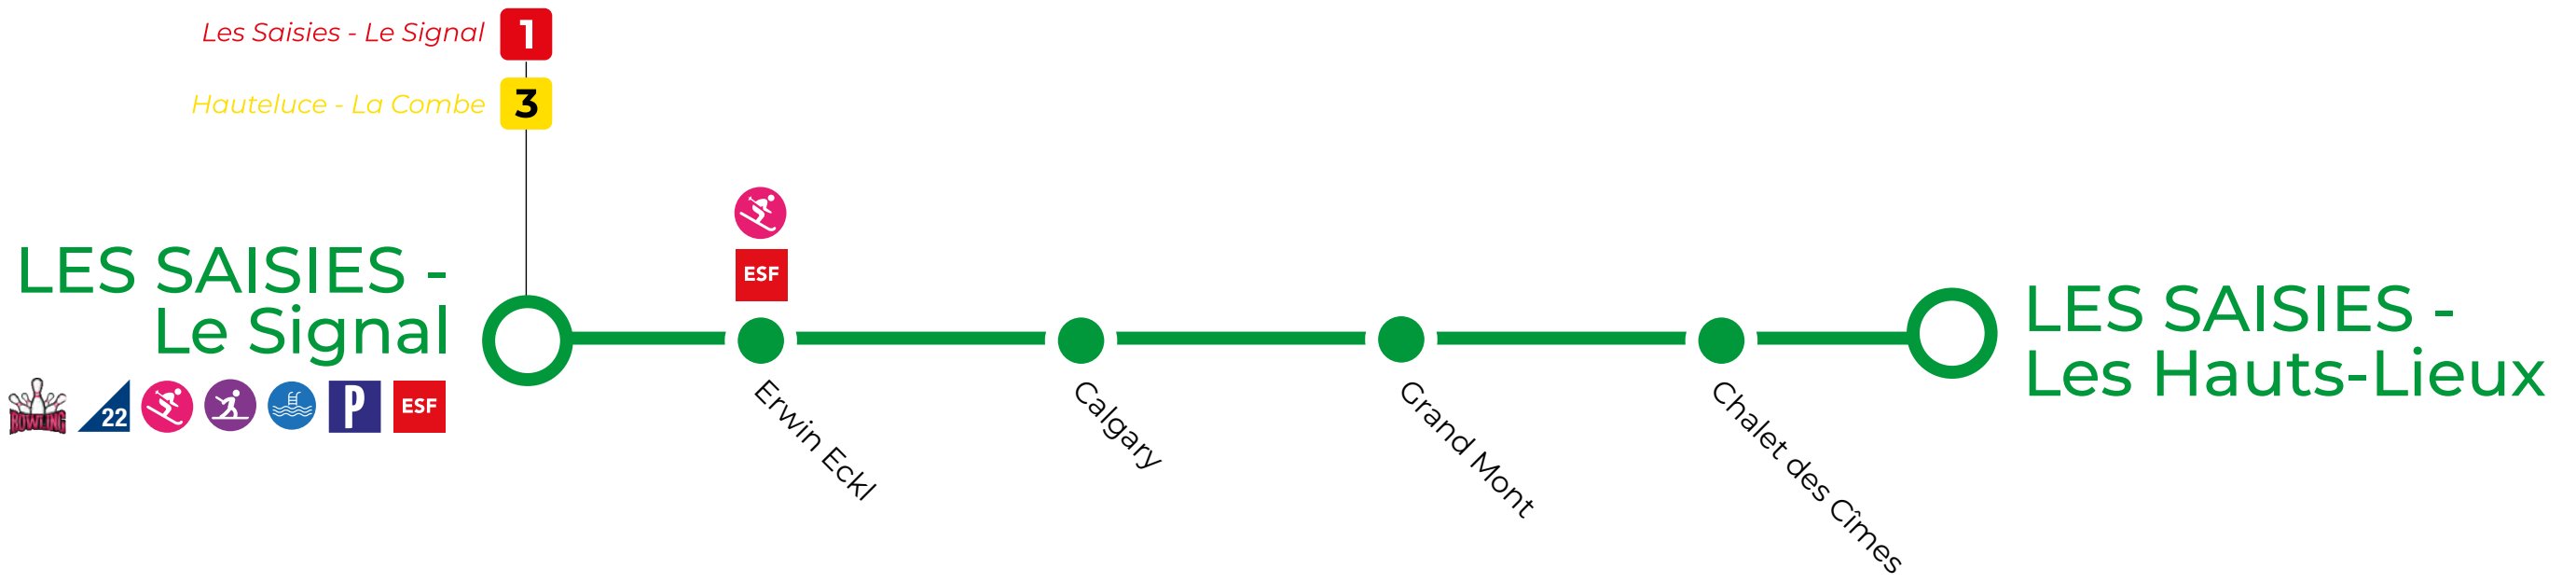 Les Saisies - Le Signal 1
Hauteluce - La Combe 3
ESF
LES SAISIES -
Le Signal
BOWLING 22 P ESF
LES SAISIES -
Les Hauts-Lieux
Erwin Eckl
Calgary
Grand Mont
Chalet des Cîmes